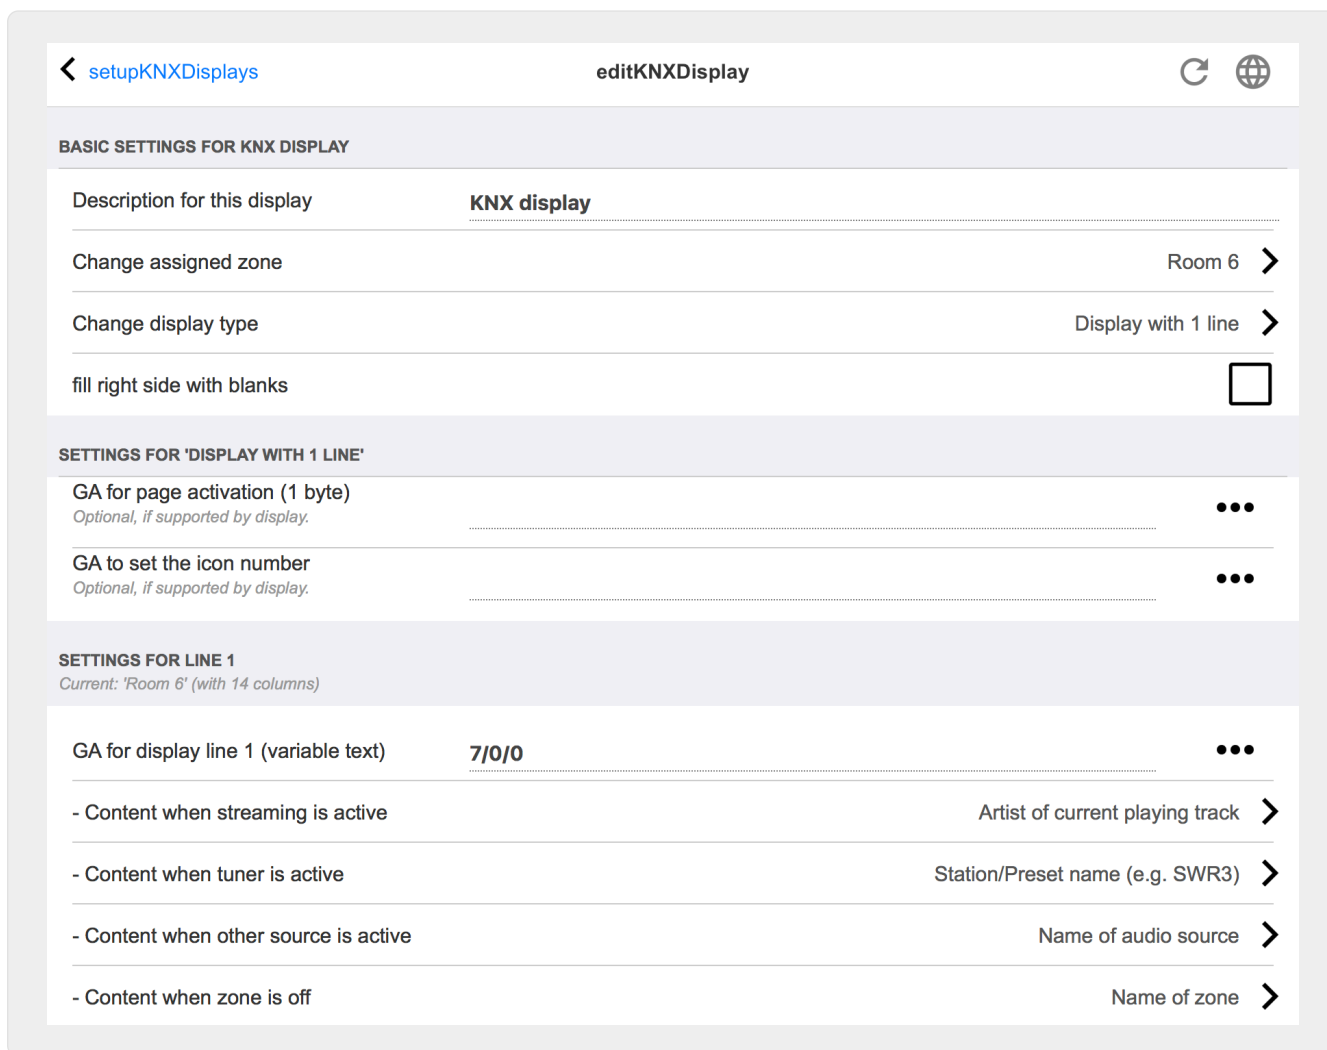 setupKNXDisplays
editKNXDisplay
BASIC SETTINGS FOR KNX DISPLAY
Description for this display
KNX display
Change assigned zone
Room 6
Change display type
Display with 1 line
fill right side with blanks
SETTINGS FOR 'DISPLAY WITH 1 LINE'
GA for page activation (1 byte)
Optional, if supported by display.
GA to set the icon number
Optional, if supported by display.
SETTINGS FOR LINE 1
Current: 'Room 6' (with 14 columns)
GA for display line 1 (variable text)
7/0/0
- Content when streaming is active
Artist of current playing track
- Content when tuner is active
Station/Preset name (e.g. SWR3)
- Content when other source is active
Name of audio source
- Content when zone is off
Name of zone